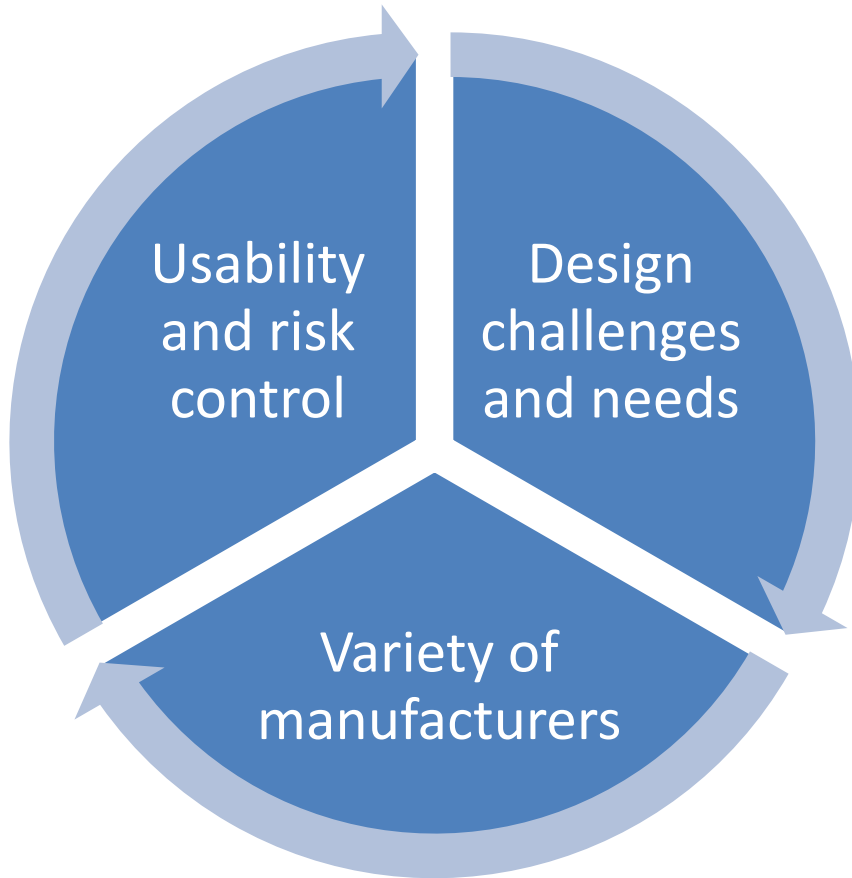 Usability
and risk
control
Design
challenges
and needs
Variety of
manufacturers